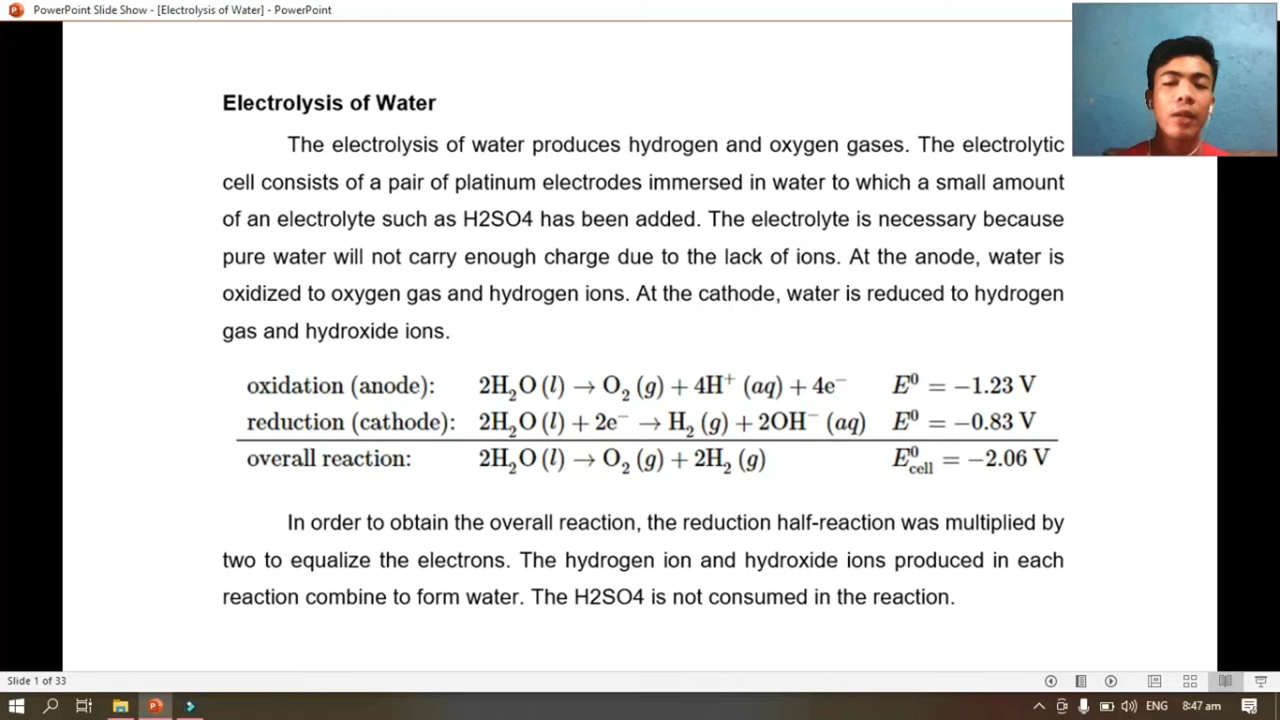 PowerPoint Slide Show - [Electrolysis of Water] - PowerPoint
Electrolysis of Water
The electrolysis of water produces hydrogen and oxygen gases. The electrolytic
cell consists of a pair of platinum electrodes immersed in water to which a small amount
of an electrolyte such as H2SO4 has been added. The electrolyte is necessary because
pure water will not carry enough charge due to the lack of ions. At the anode, water is
oxidized to oxygen gas and hydrogen ions. At the cathode, water is reduced to hydrogen
gas and hydroxide ions.
oxidation (anode): 2H₂O (l) → O₂ (g) + 4H⁺ (aq) + 4e⁻ E⁰ = −1.23 V
reduction (cathode): 2H₂O (l) + 2e⁻ → H₂ (g) + 2OH⁻ (aq) E⁰ = −0.83 V
overall reaction: 2H₂O (l) → O₂ (g) + 2H₂ (g) E⁰cell = −2.06 V
In order to obtain the overall reaction, the reduction half-reaction was multiplied by
two to equalize the electrons. The hydrogen ion and hydroxide ions produced in each
reaction combine to form water. The H2SO4 is not consumed in the reaction.
Slide 1 of 33
ENG 8:47 am